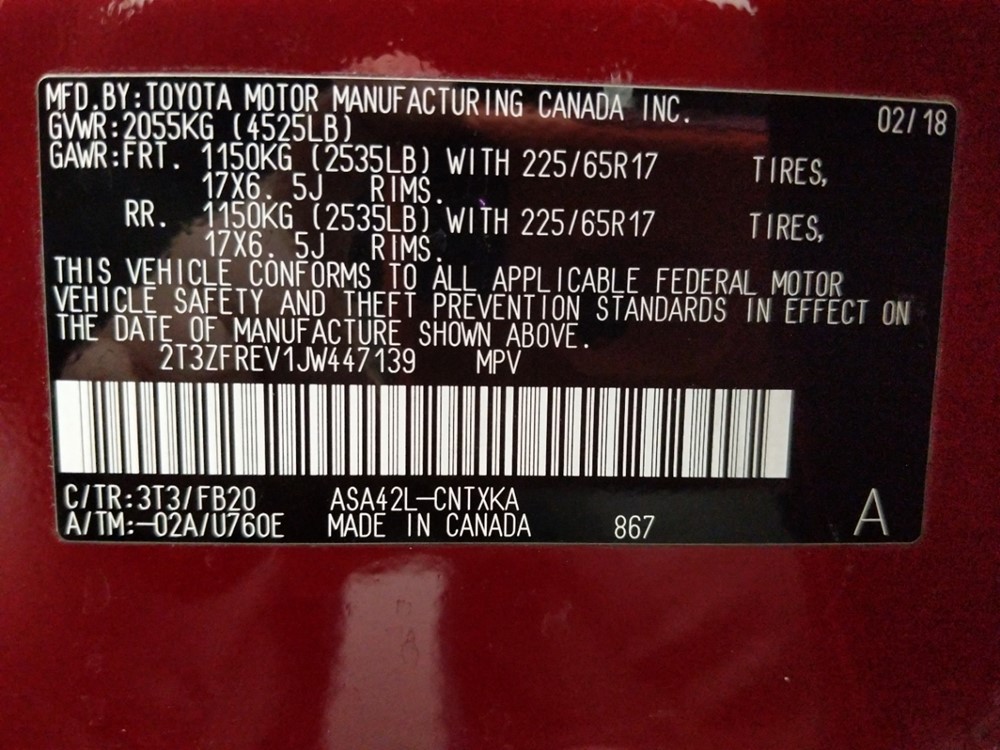 MFD.BY:TOYOTA MOTOR MANUFACTURING CANADA INC. 02/18
GVWR:2055KG (4525LB)
GAWR:FRT. 1150KG (2535LB) WITH 225/65R17 TIRES,
17X6. 5J RIMS.
RR. 1150KG (2535LB) WITH 225/65R17 TIRES,
17X6. 5J RIMS.
THIS VEHICLE CONFORMS TO ALL APPLICABLE FEDERAL MOTOR
VEHICLE SAFETY AND THEFT PREVENTION STANDARDS IN EFFECT ON
THE DATE OF MANUFACTURE SHOWN ABOVE.
2T3ZFREV1JW447139 MPV
C/TR:3T3/FB20 ASA42L-CNTXKA
A/TM:-02A/U760E MADE IN CANADA 867 A